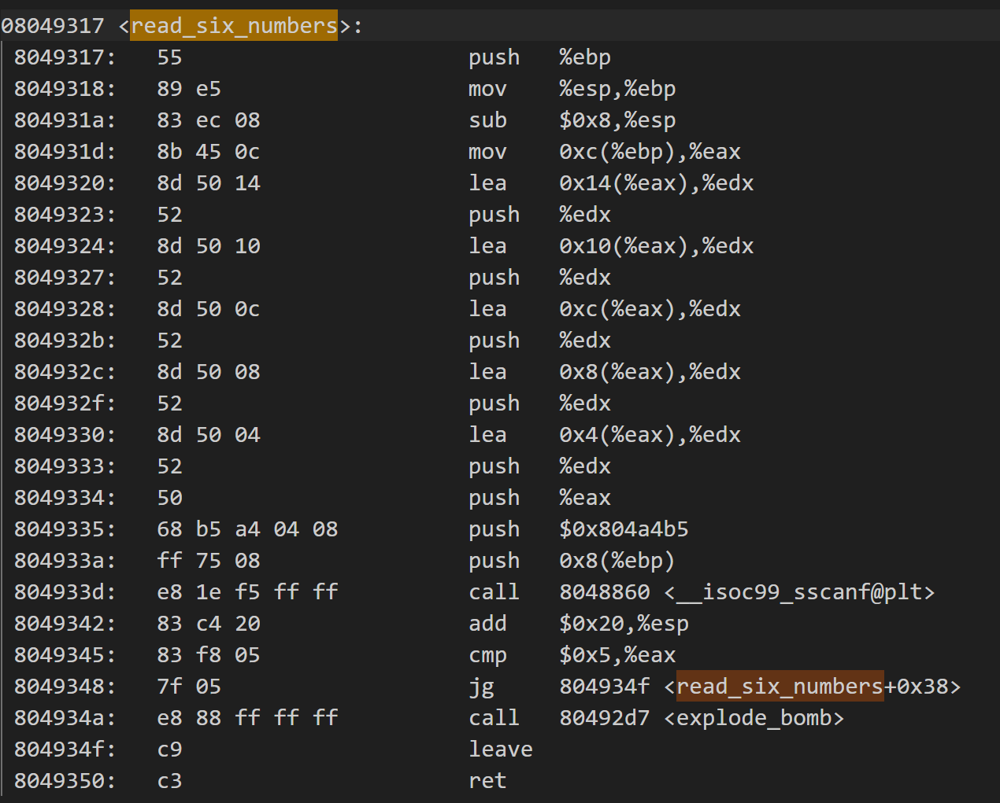 08049317 <read_six_numbers>:
8049317: 55 push %ebp
8049318: 89 e5 mov %esp,%ebp
804931a: 83 ec 08 sub $0x8,%esp
804931d: 8b 45 0c mov 0xc(%ebp),%eax
8049320: 8d 50 14 lea 0x14(%eax),%edx
8049323: 52 push %edx
8049324: 8d 50 10 lea 0x10(%eax),%edx
8049327: 52 push %edx
8049328: 8d 50 0c lea 0xc(%eax),%edx
804932b: 52 push %edx
804932c: 8d 50 08 lea 0x8(%eax),%edx
804932f: 52 push %edx
8049330: 8d 50 04 lea 0x4(%eax),%edx
8049333: 52 push %edx
8049334: 50 push %eax
8049335: 68 b5 a4 04 08 push $0x804a4b5
804933a: ff 75 08 push 0x8(%ebp)
804933d: e8 1e f5 ff ff call 8048860 <__isoc99_sscanf@plt>
8049342: 83 c4 20 add $0x20,%esp
8049345: 83 f8 05 cmp $0x5,%eax
8049348: 7f 05 jg 804934f <read_six_numbers+0x38>
804934a: e8 88 ff ff ff call 80492d7 <explode_bomb>
804934f: c9 leave
8049350: c3 ret